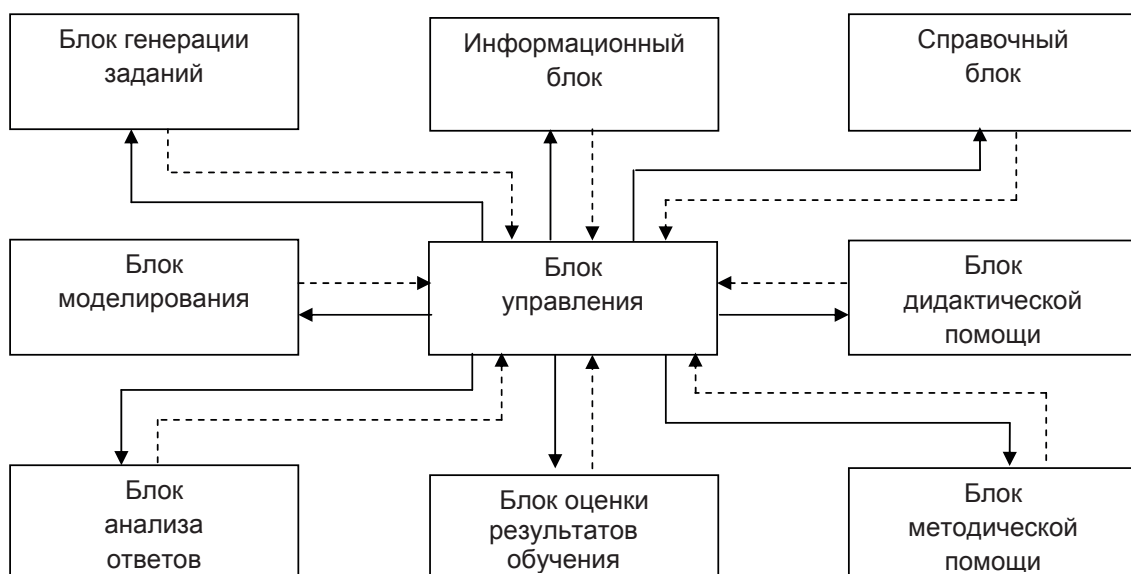 Блок генерации
заданий
Информационный
блок
Справочный
блок
Блок
моделирования
Блок
управления
Блок
дидактической
помощи
Блок
анализа
ответов
Блок оценки
результатов
обучения
Блок
методической
помощи